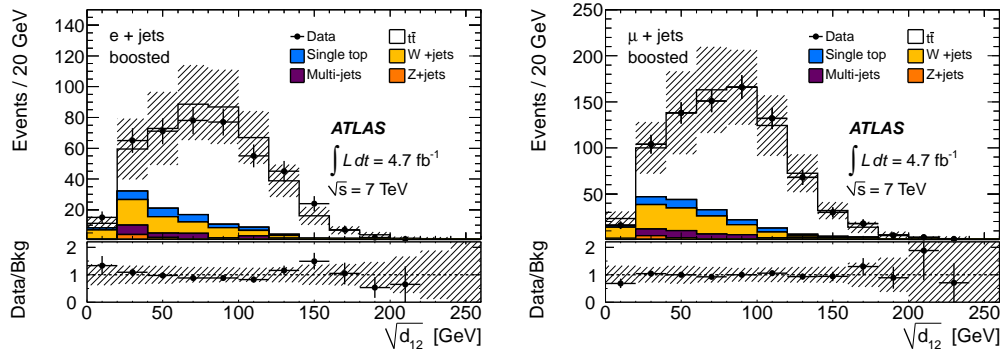 Events / 20 GeV
140
120
100
80
60
40
20
e + jets
boosted
Data
tt̄
Single top
W +jets
Multi-jets
Z+jets
ATLAS
∫ L dt = 4.7 fb⁻¹
√s = 7 TeV
Data/Bkg
2
1
0
0 50 100 150 200 250
√d₁₂ [GeV]
Events / 20 GeV
250
200
150
100
50
μ + jets
boosted
Data
tt̄
Single top
W +jets
Multi-jets
Z+jets
ATLAS
∫ L dt = 4.7 fb⁻¹
√s = 7 TeV
Data/Bkg
2
1
0
0 50 100 150 200 250
√d₁₂ [GeV]